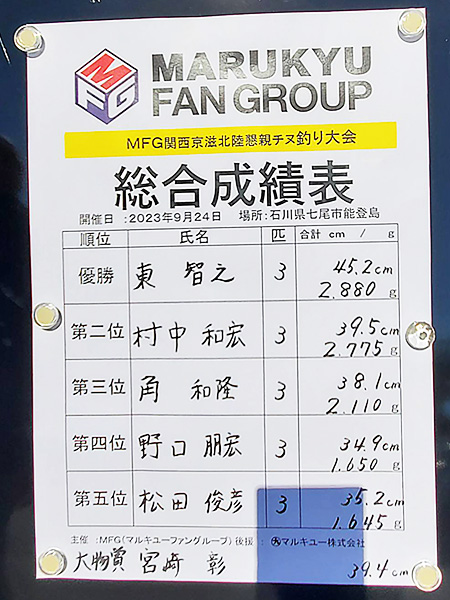 MFG
MARUKYU
FAN GROUP
MFG関西京滋北陸懇親チヌ釣り大会
総合成績表
開催日 :2023年9月24日 場所:石川県七尾市能登島
順位 氏名 匹 合計 cm / g
優勝 東 智之 3 45.2cm
2.880 g
第二位 村中 和宏 3 39.5cm
2.775 g
第三位 角 和隆 3 38.1cm
2.110 g
第四位 野口 朋宏 3 34.9cm
1.650 g
第五位 松田 俊彦 3 35.2cm
1.645 g
主催 :MFG(マルキユーファングループ) 後援 : ㊇マルキユー株式会社
大物賞 宮崎 彰 39.4cm